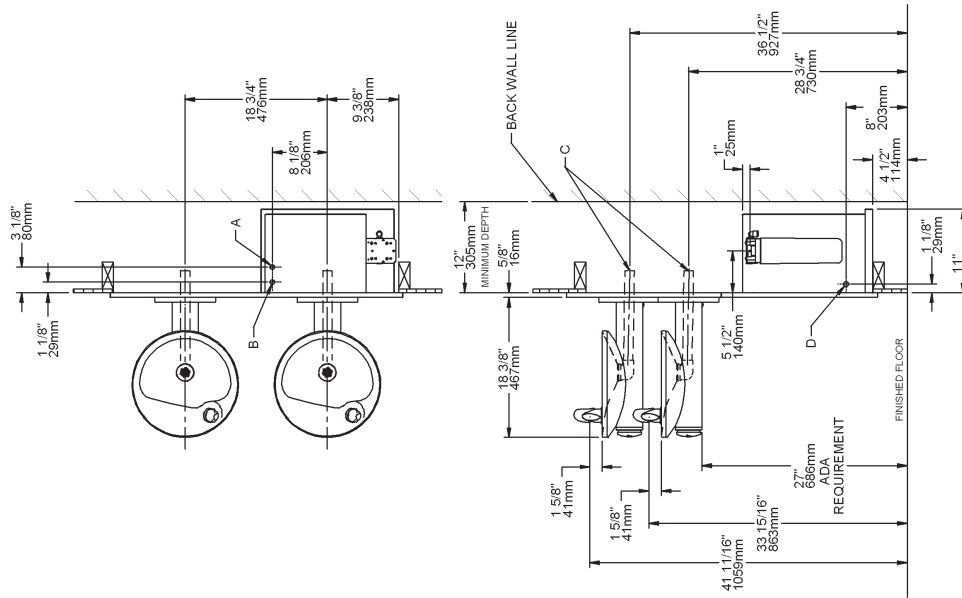 18 3/4"
476mm
9 3/8"
238mm
8 1/8"
206mm
3 1/8"
80mm
A
1 1/8"
29mm
B
BACK WALL LINE
C
36 1/2"
927mm
28 3/4"
730mm
8"
203mm
1"
25mm
4 1/2"
114mm
12"
305mm
MINIMUM DEPTH
5/8"
16mm
1 1/8"
29mm
11"
18 3/8"
467mm
5 1/2"
140mm
D
FINISHED FLOOR
1 5/8"
41mm
1 5/8"
41mm
27"
686mm
ADA
REQUIREMENT
33 15/16"
863mm
41 11/16"
1059mm